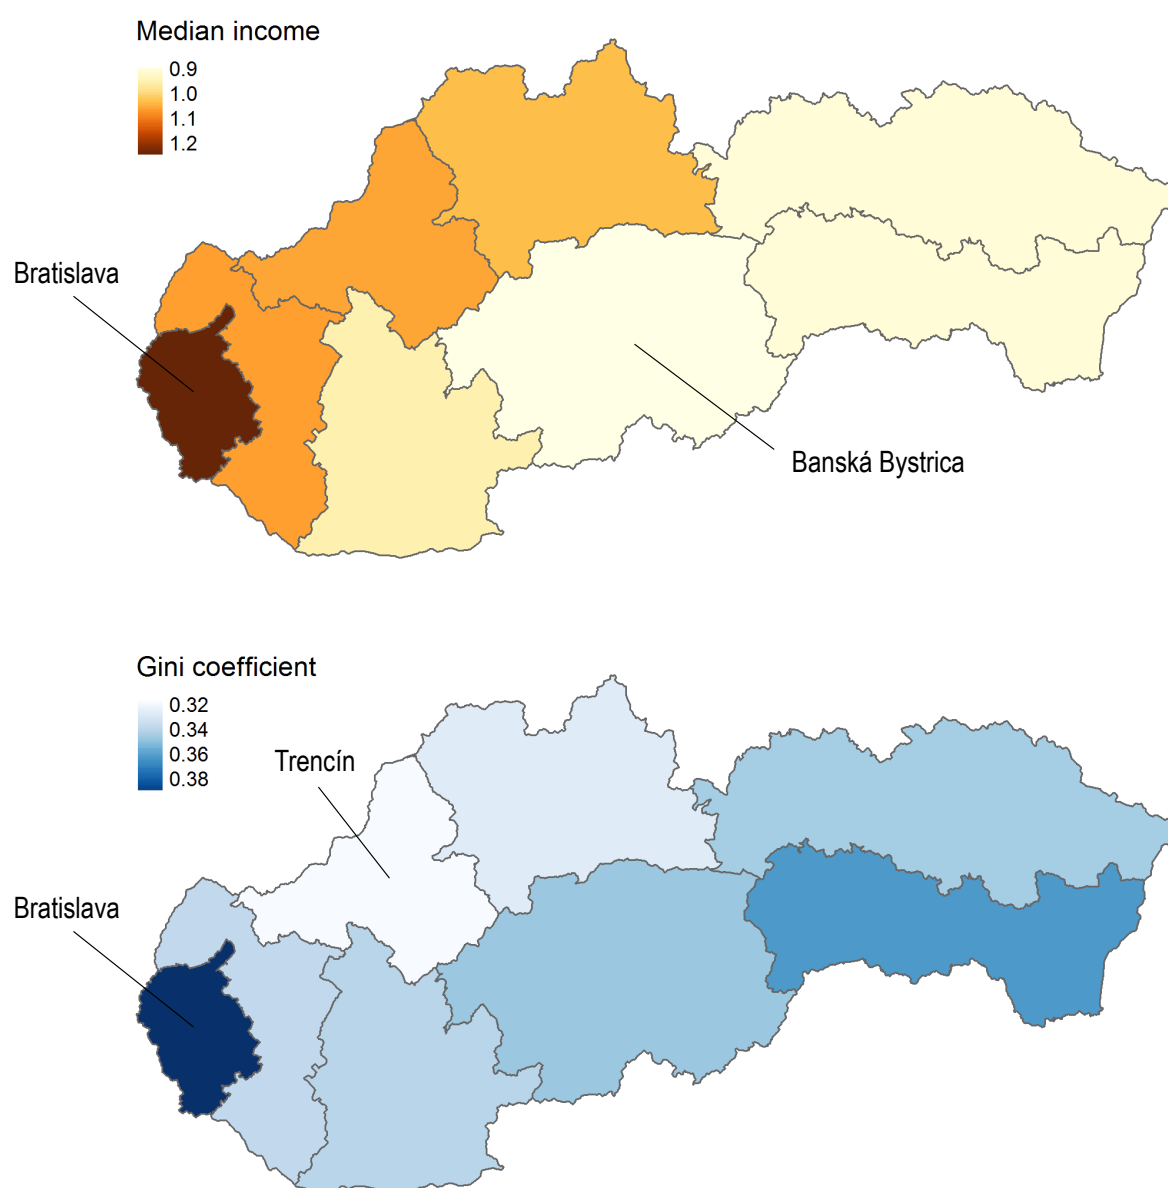 Median income
0.9
1.0
1.1
1.2
Bratislava
Banská Bystrica
Gini coefficient
0.32
0.34
0.36
0.38
Trencín
Bratislava